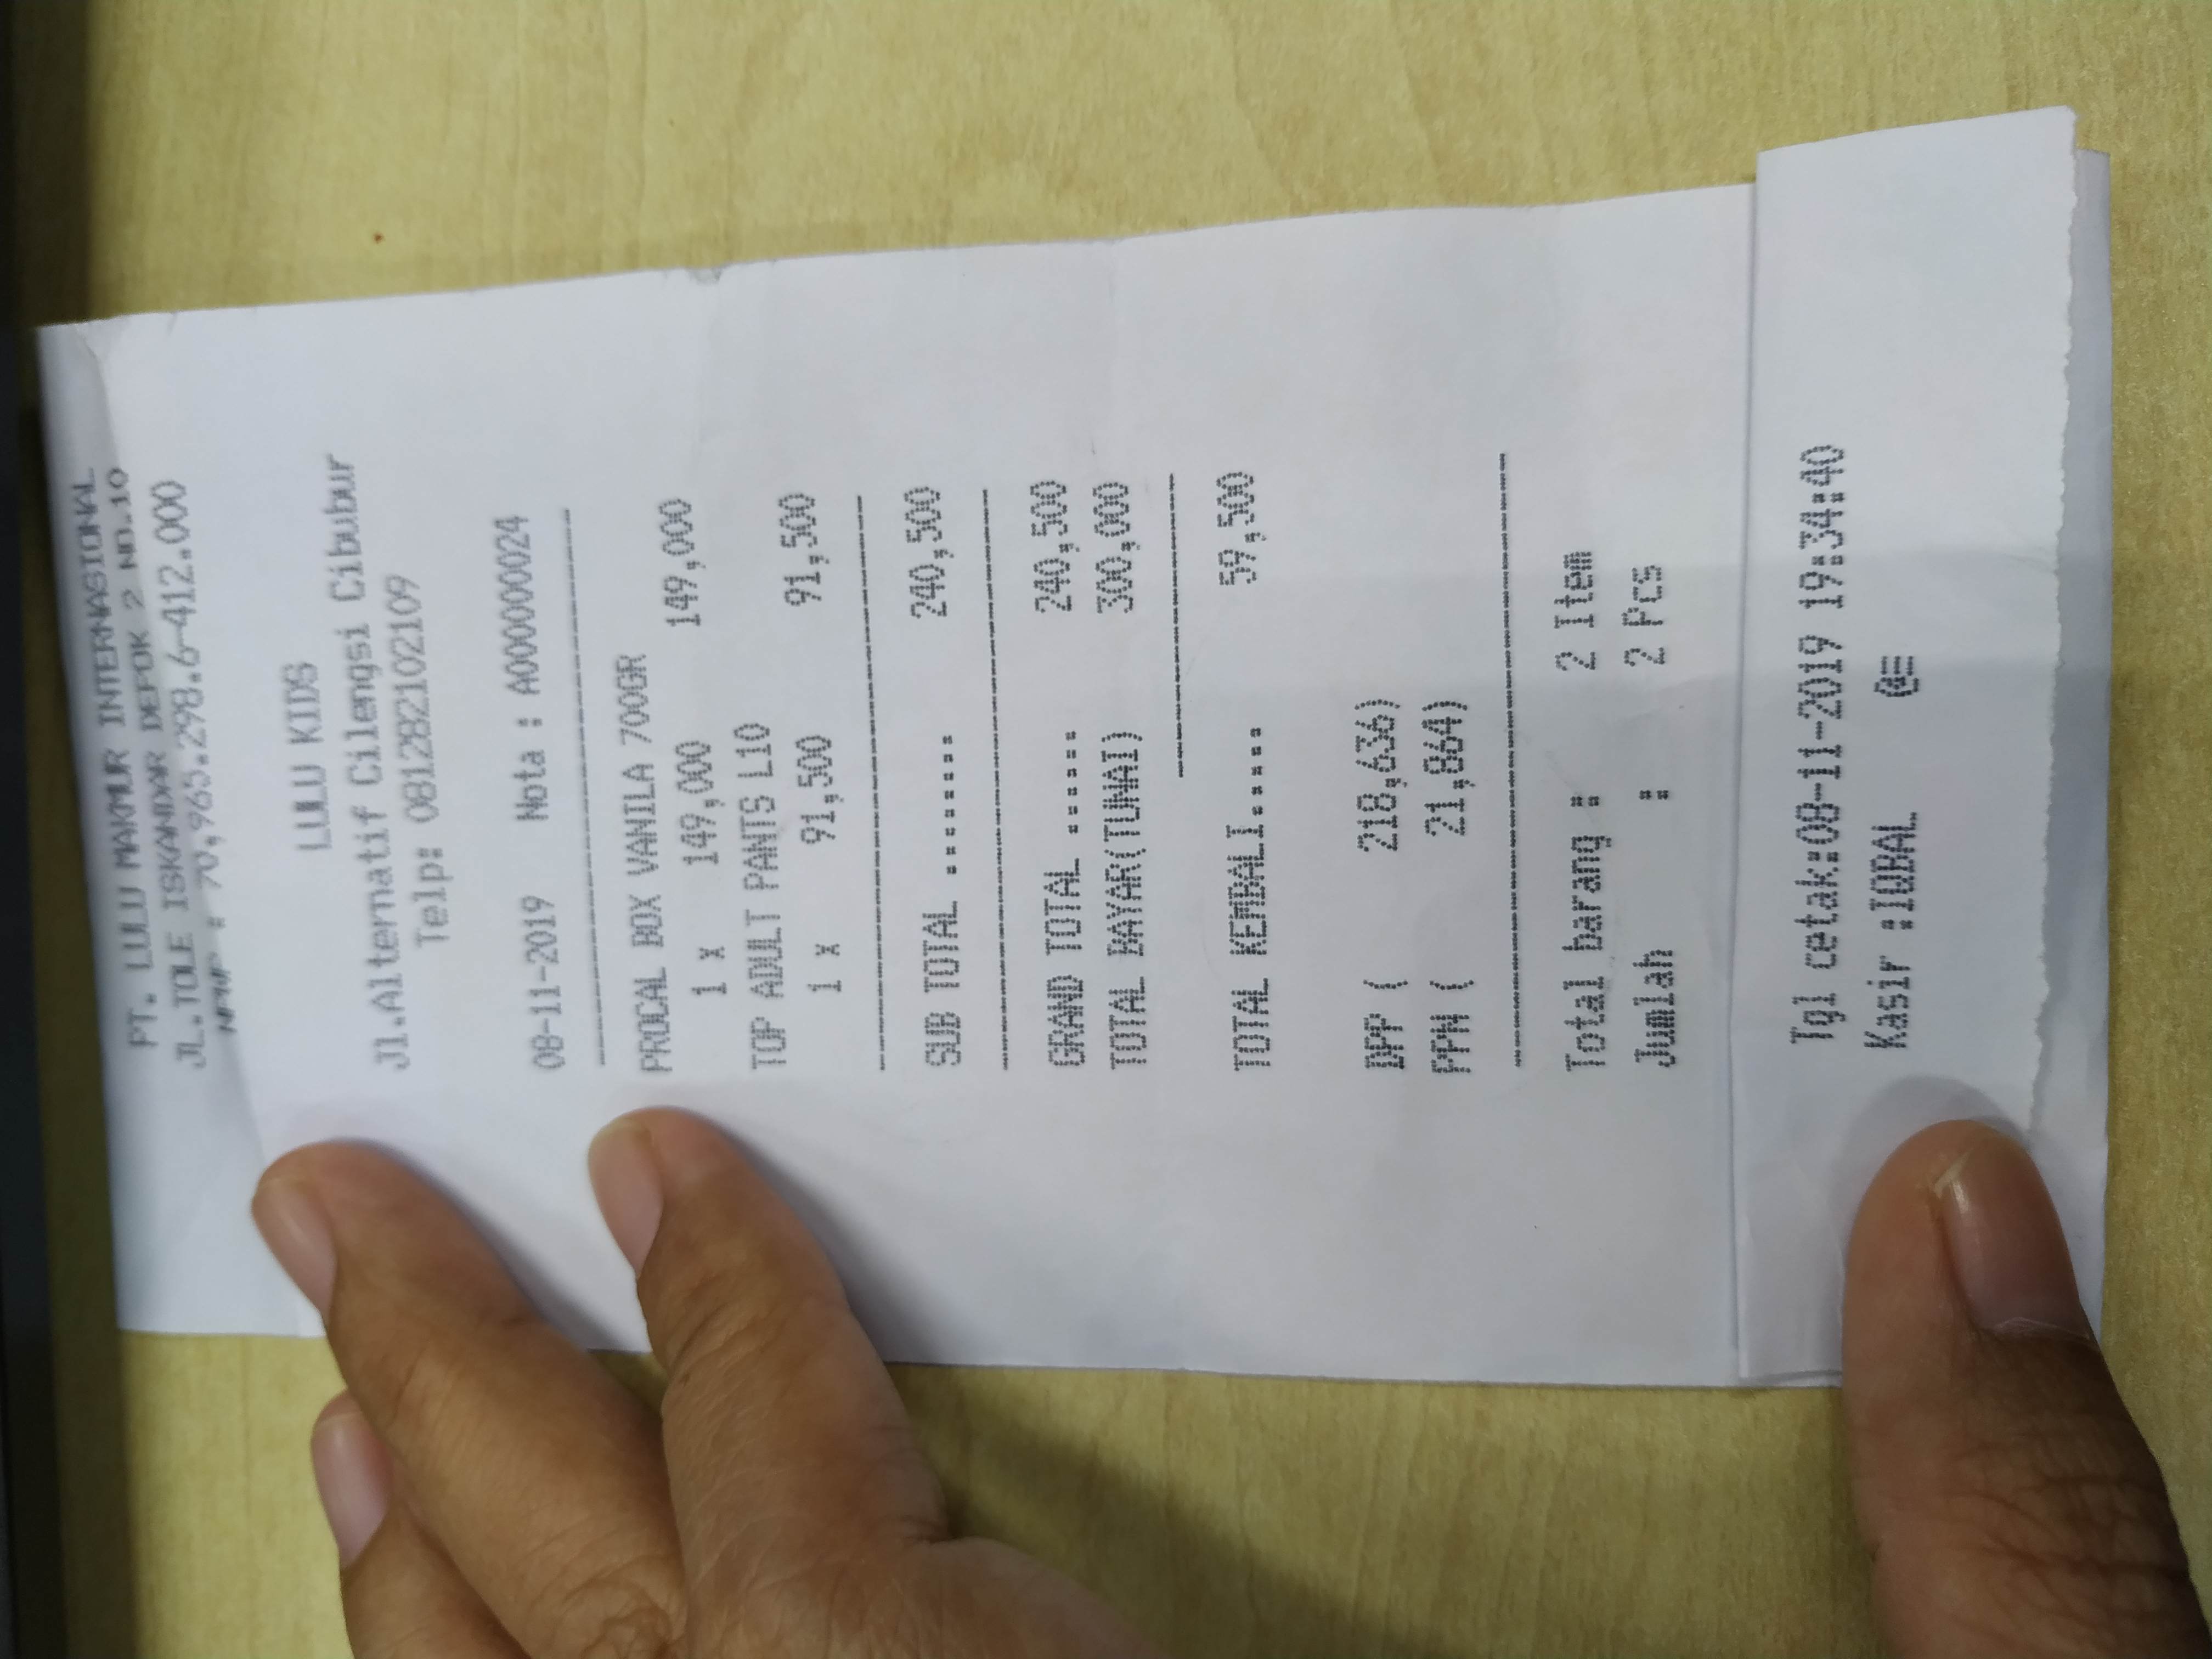 PT. LULU MAKMUR INTERNASIONAL
JL.TOLE ISKANDAR DEPOK 2 NO.10
NPWP : 70,965.298.6-412.000
LULU KIDS
Jl.Alternatif Cilengsi Cibubur
Telp: 081282102109
08-11-2019 Nota : A000000024
PROCAL BOX VANILA 700GR
1 x 149,000 149,000
TOP ADULT PANTS L10
1 x 91,500 91,500
SUB TOTAL ........ 240,500
GRAND TOTAL ...... 240,500
TOTAL BAYAR(TUNAI) 300,000
TOTAL KEMBALI..... 59,500
DPP ( 218,636)
PPN ( 21,864)
Total barang : 2 Item
Jumlah : 2 Pcs
Tgl cetak:08-11-2019 19:34:40
Kasir :IQBAL @≡